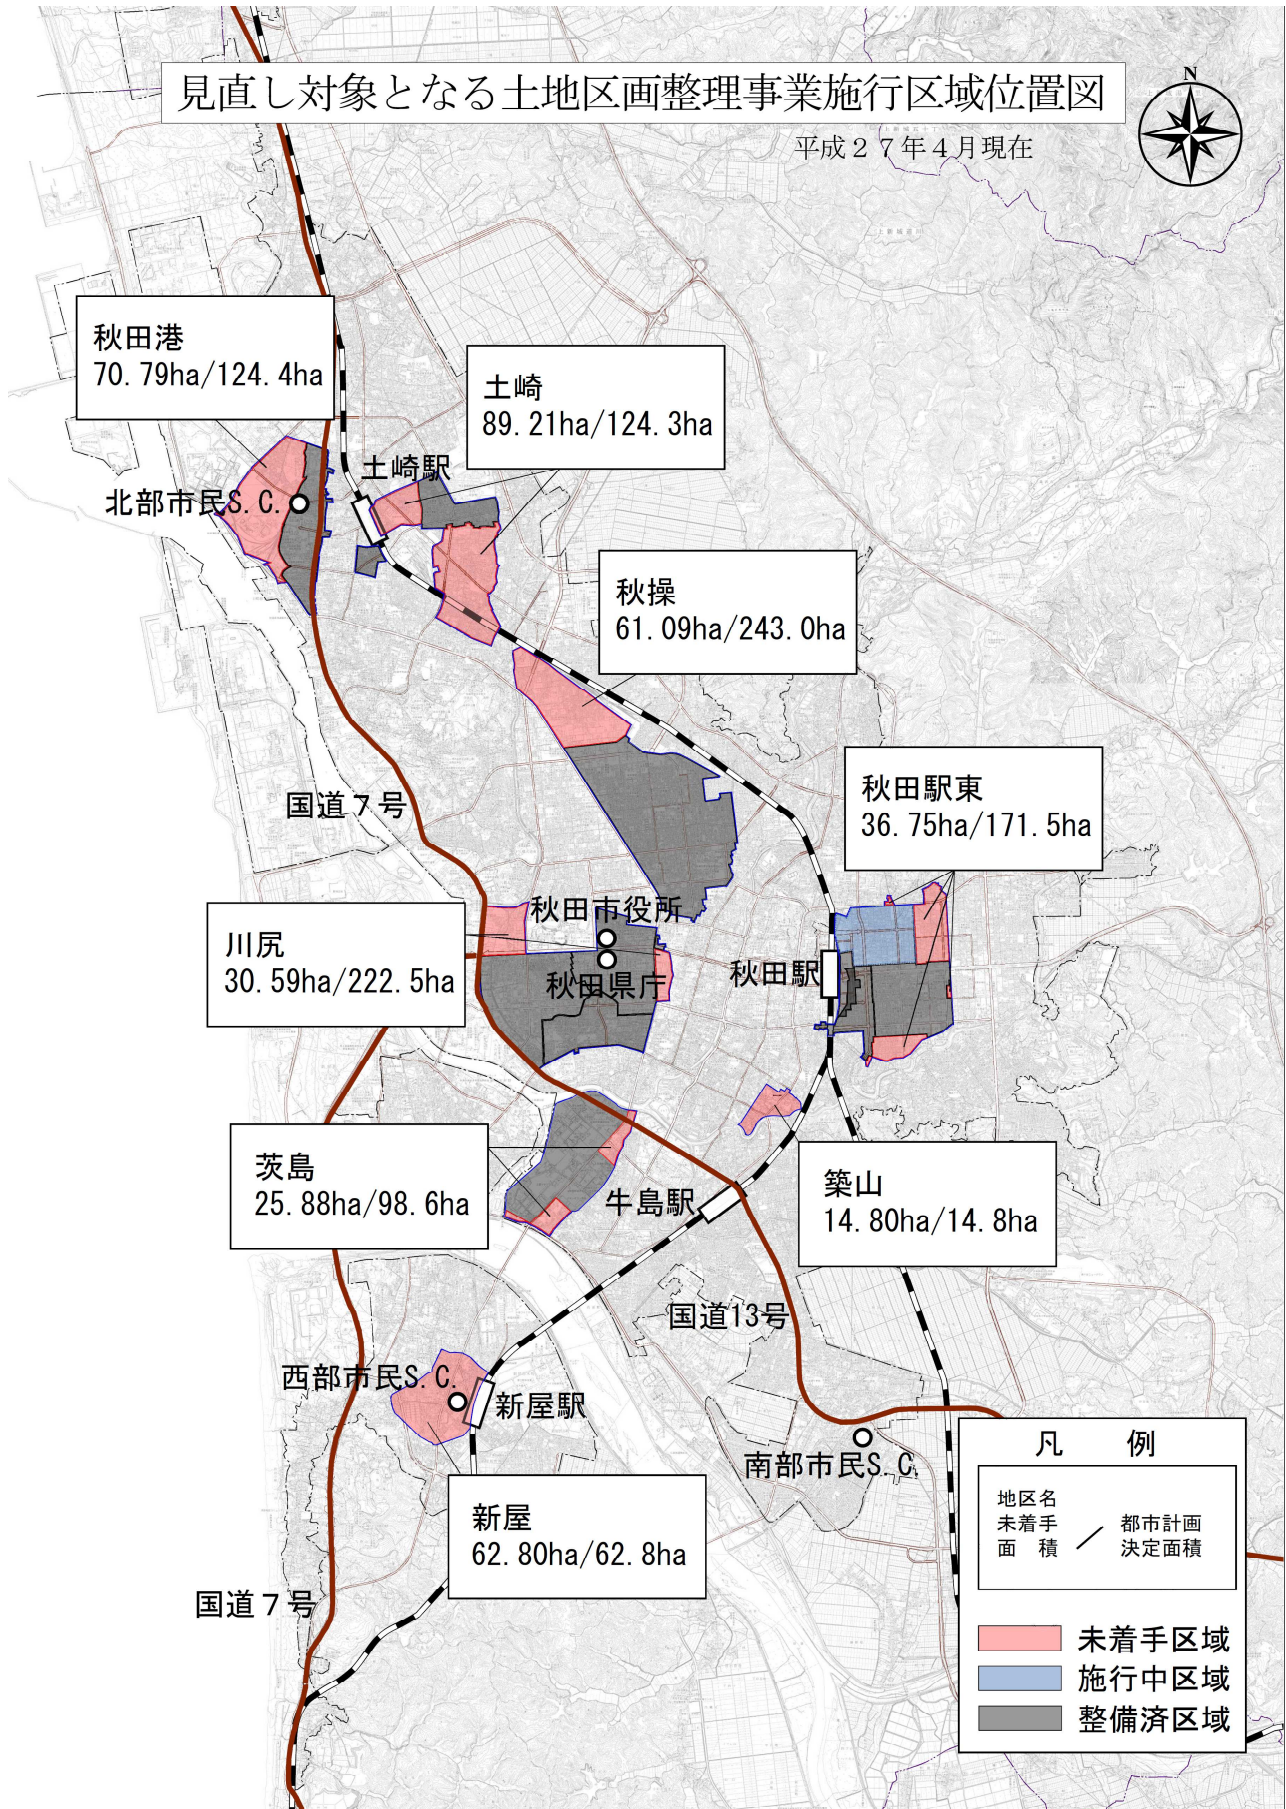 見直し対象となる土地区画整理事業施行区域位置図
平成２７年４月現在
N
秋田港
70.79ha/124.4ha
土崎
89.21ha/124.3ha
土崎駅
北部市民S.C.
秋操
61.09ha/243.0ha
国道７号
秋田駅東
36.75ha/171.5ha
秋田市役所
川尻
30.59ha/222.5ha
秋田県庁
秋田駅
茨島
25.88ha/98.6ha
牛島駅
築山
14.80ha/14.8ha
国道13号
西部市民S.C.
新屋駅
南部市民S.C.
新屋
62.80ha/62.8ha
国道７号
凡 例
地区名
未着手
面 積 ／ 都市計画
決定面積
未着手区域
施行中区域
整備済区域